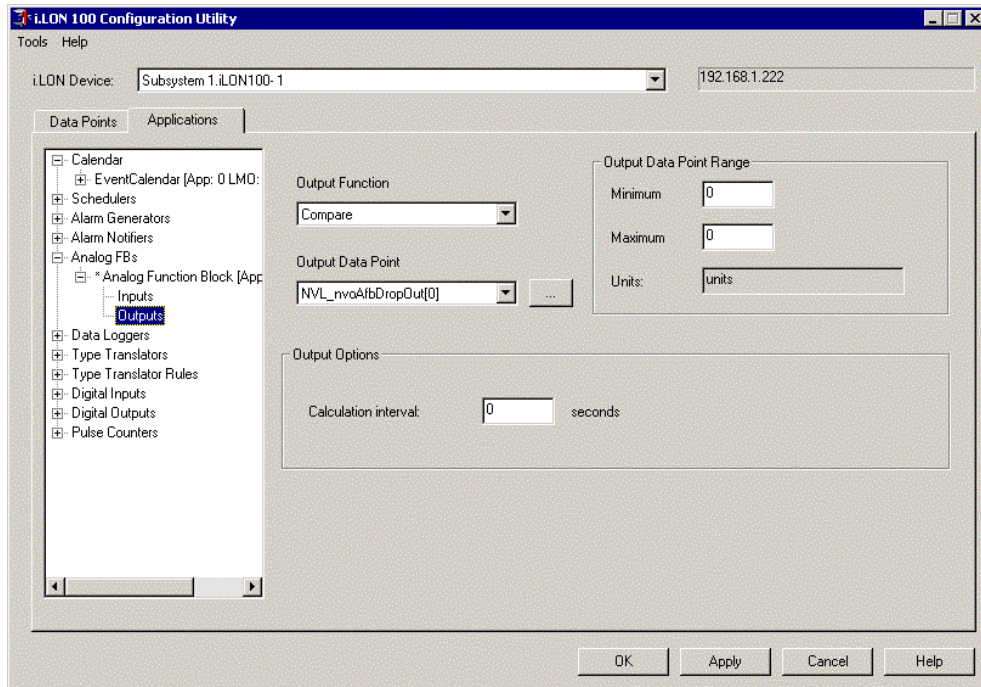 i.LON 100 Configuration Utility
Tools Help
i.LON Device: Subsystem 1.iLON100- 1 192.168.1.222
Data Points Applications
Calendar
EventCalendar [App: 0 LMO:
Schedulers
Alarm Generators
Alarm Notifiers
Analog FBs
* Analog Function Block [App
Inputs
Outputs
Data Loggers
Type Translators
Type Translator Rules
Digital Inputs
Digital Outputs
Pulse Counters
Output Function
Compare
Output Data Point
NVL_nvoAfbDropOut[0] ...
Output Data Point Range
Minimum 0
Maximum 0
Units: units
Output Options
Calculation interval: 0 seconds
OK Apply Cancel Help